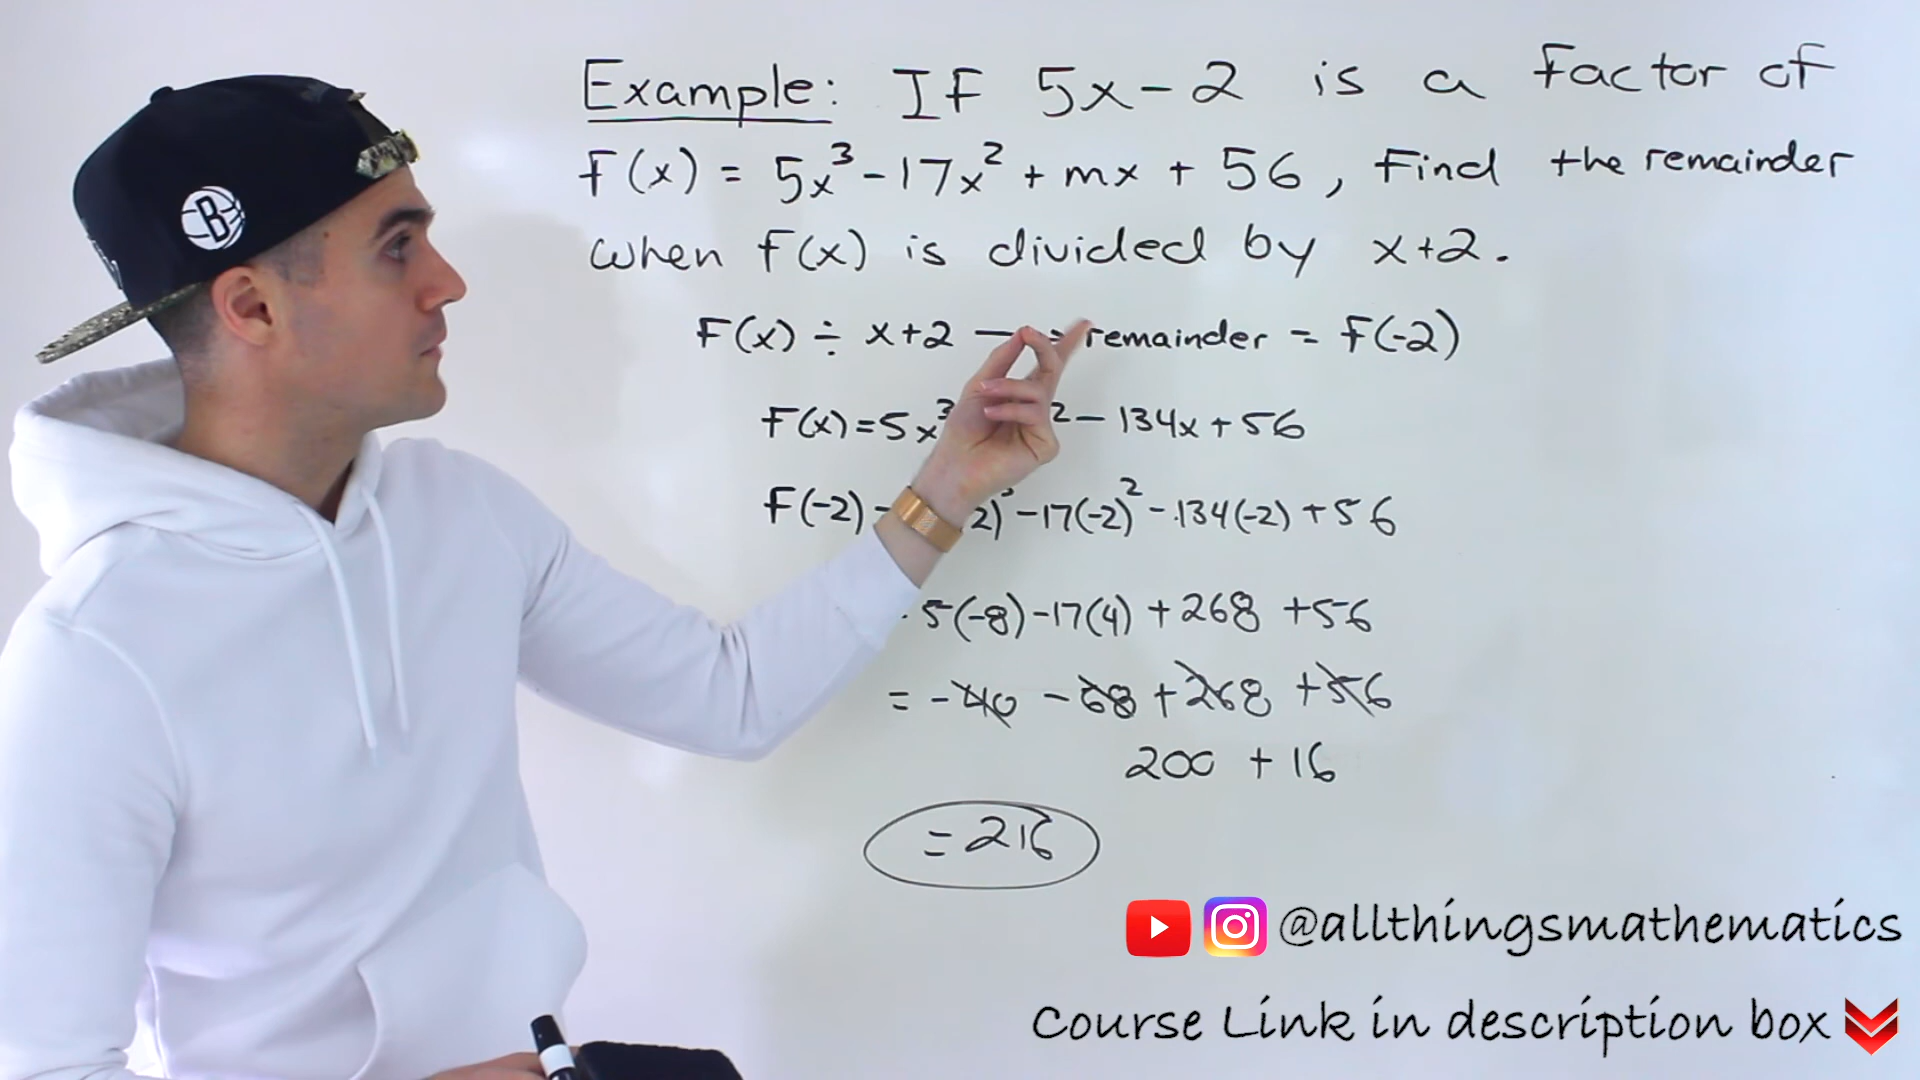 Example: If 5x-2 is a factor of
f(x) = 5x³-17x² + mx + 56, Find the remainder
when f(x) is divided by x+2.
B
F(x) ÷ x+2 remainder = f(-2)
F(x)=5x³ ² - 134x + 56
F(-2) 2)³ -17(-2)² - 134(-2) +56
5(-8) -17(4) + 268 +56
= -40 - 68 + 268 + 56
200 + 16
= 216
@allthingsmathematics
Course Link in description box